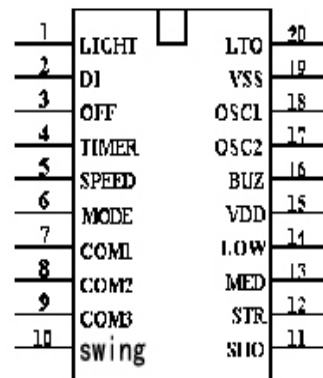 1 LIGHT LTO 20
2 DI VSS 19
3 OFF OSC1 18
4 TIMER OSC2 17
5 SPEED BUZ 16
6 MODE VDD 15
7 COM1 LOW 14
8 COM2 MED 13
9 COM3 STR 12
10 swing SHO 11